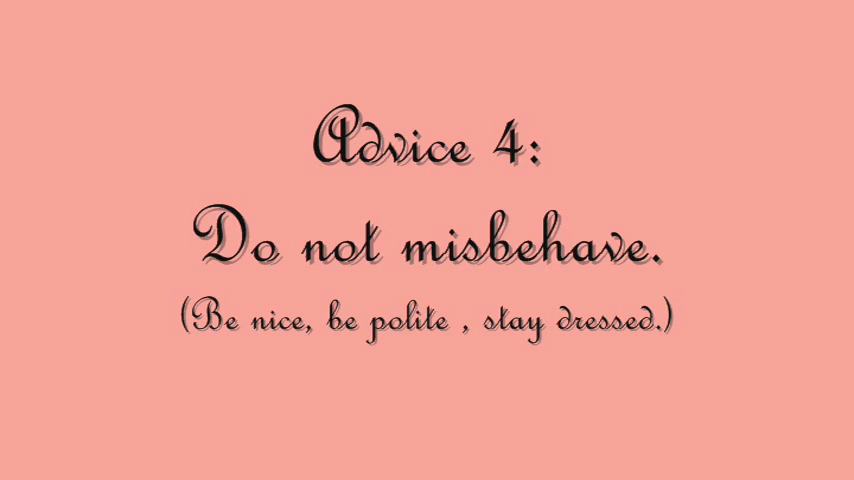 Advice 4:
Do not misbehave.
(Be nice, be polite , stay dressed.)